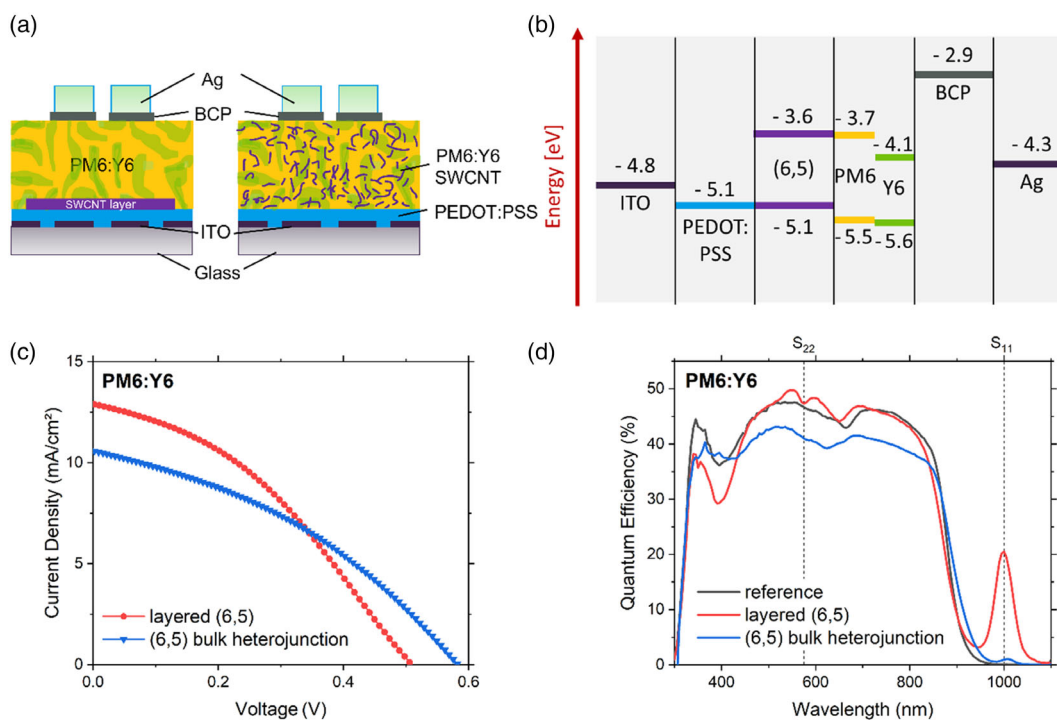 (a)
Ag
BCP
PM6:Y6
PM6:Y6
SWCNT
SWCNT layer
PEDOT:PSS
ITO
Glass
(b)
Energy [eV]
- 2.9
BCP
- 3.6
- 3.7
- 4.1
- 4.3
- 4.8
ITO
(6,5)
PM6
Y6
Ag
- 5.1
PEDOT:
PSS
- 5.1
- 5.5
- 5.6
(c)
PM6:Y6
Current Density (mA/cm²)
15
10
5
0
layered (6,5)
(6,5) bulk heterojunction
0.0
0.2
0.4
0.6
Voltage (V)
(d)
S22
S11
PM6:Y6
Quantum Efficiency (%)
50
40
30
20
10
0
reference
layered (6,5)
(6,5) bulk heterojunction
400
600
800
1000
Wavelength (nm)